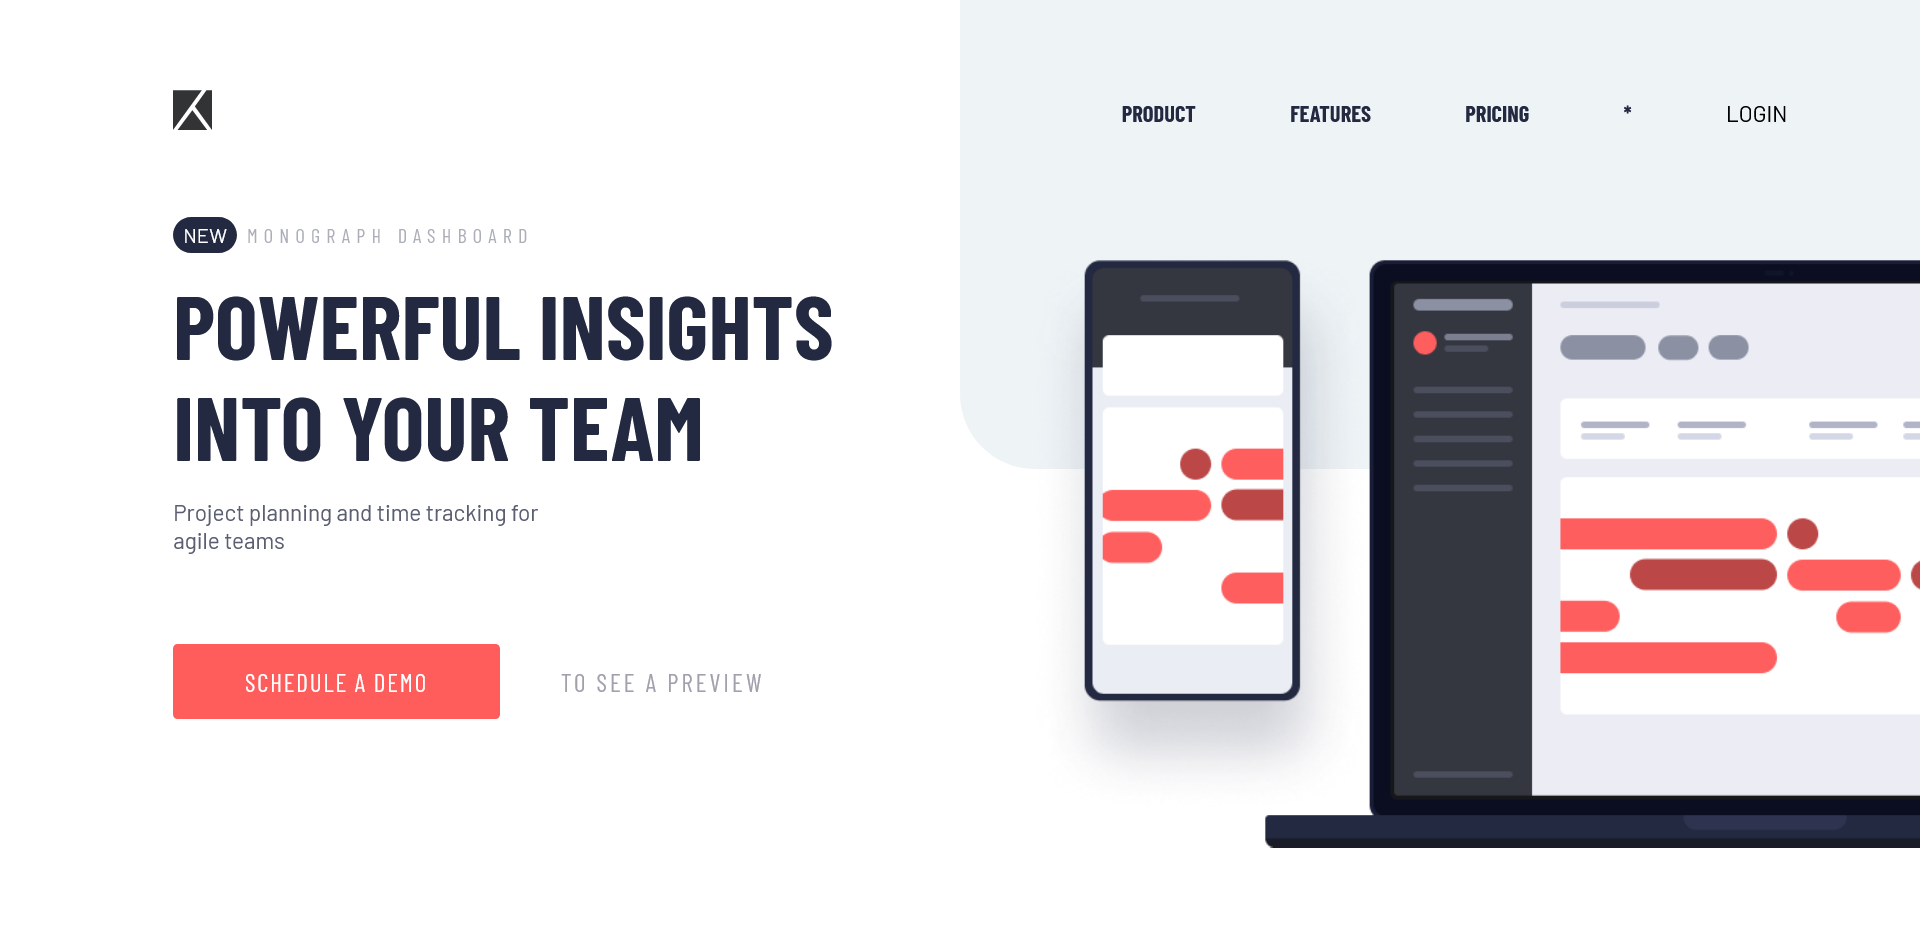 PRODUCT FEATURES PRICING * LOGIN
NEW MONOGRAPH DASHBOARD
POWERFUL INSIGHTS
INTO YOUR TEAM
Project planning and time tracking for
agile teams
SCHEDULE A DEMO TO SEE A PREVIEW